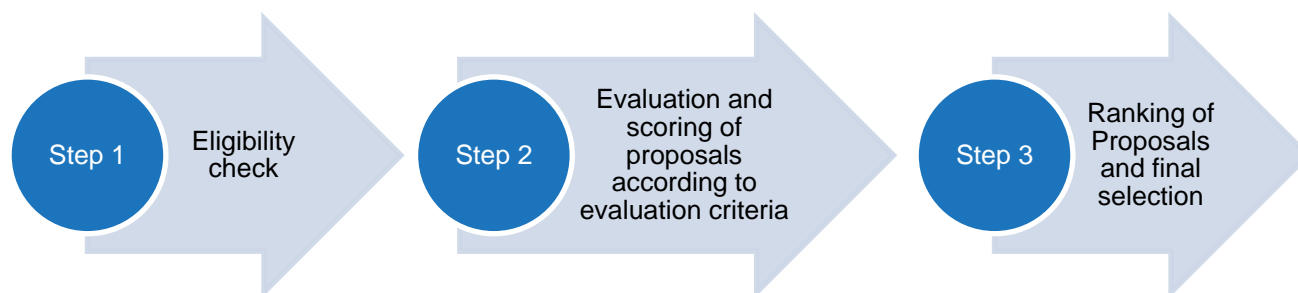 Step 1
Eligibility
check
Step 2
Evaluation and
scoring of
proposals
according to
evaluation criteria
Step 3
Ranking of
Proposals
and final
selection